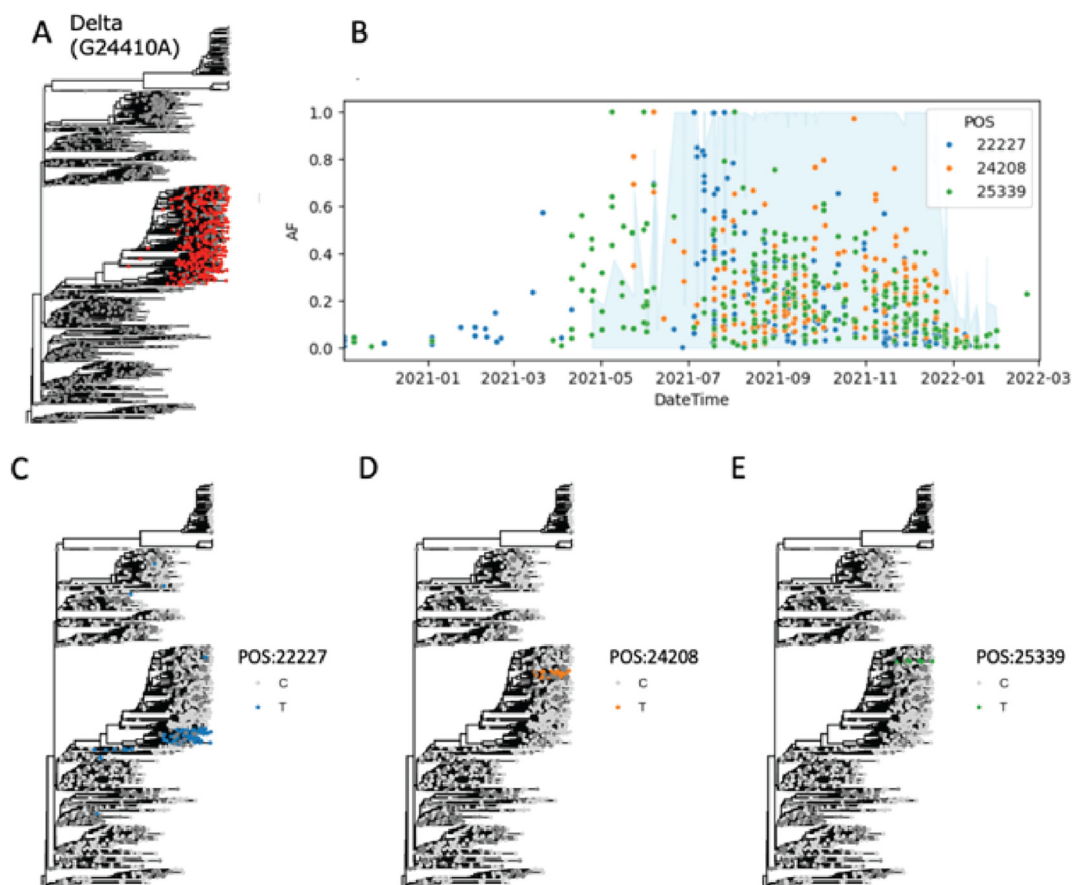 A
Delta
(G24410A)
B
1.0
0.8
0.6
0.4
0.2
0.0
AF
POS
22227
24208
25339
2021-01
2021-03
2021-05
2021-07
2021-09
2021-11
2022-01
2022-03
DateTime
C
POS:22227
C
T
D
POS:24208
C
T
E
POS:25339
C
T